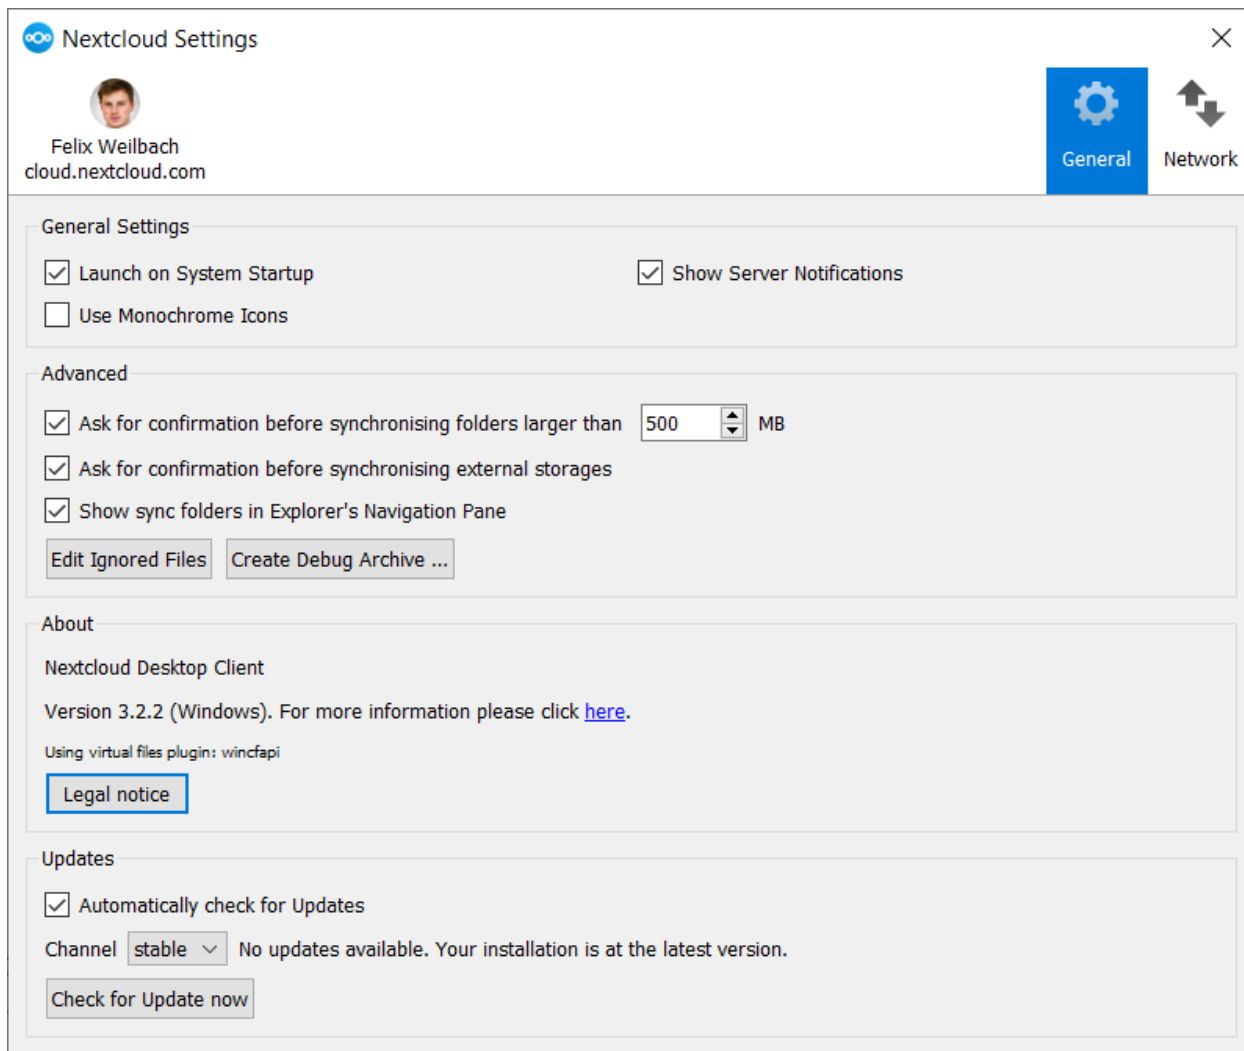 Nextcloud Settings
Felix Weilbach
cloud.nextcloud.com
General
Network
General Settings
Launch on System Startup
Show Server Notifications
Use Monochrome Icons
Advanced
Ask for confirmation before synchronising folders larger than 500 MB
Ask for confirmation before synchronising external storages
Show sync folders in Explorer's Navigation Pane
Edit Ignored Files
Create Debug Archive ...
About
Nextcloud Desktop Client
Version 3.2.2 (Windows). For more information please click here.
Using virtual files plugin: wincfapi
Legal notice
Updates
Automatically check for Updates
Channel stable No updates available. Your installation is at the latest version.
Check for Update now